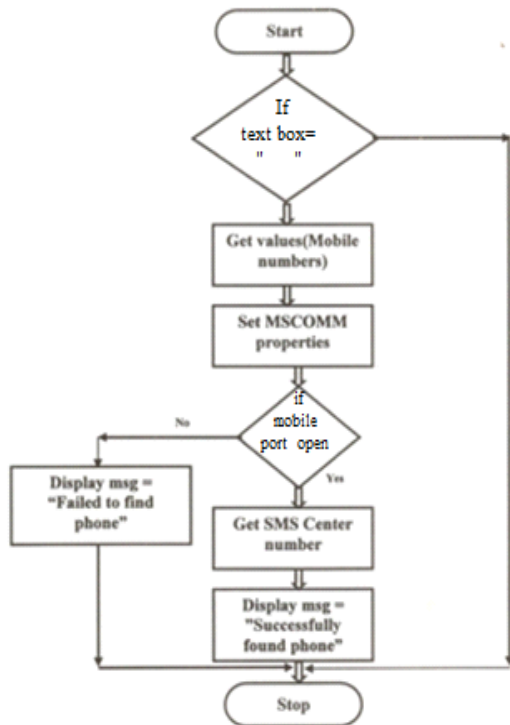 Start
If
text box=
" "
Get values(Mobile
numbers)
Set MSCOMM
properties
if
mobile
port open
No
Yes
Display msg =
“Failed to find
phone”
Get SMS Center
number
Display msg =
"Successfully
found phone"
Stop